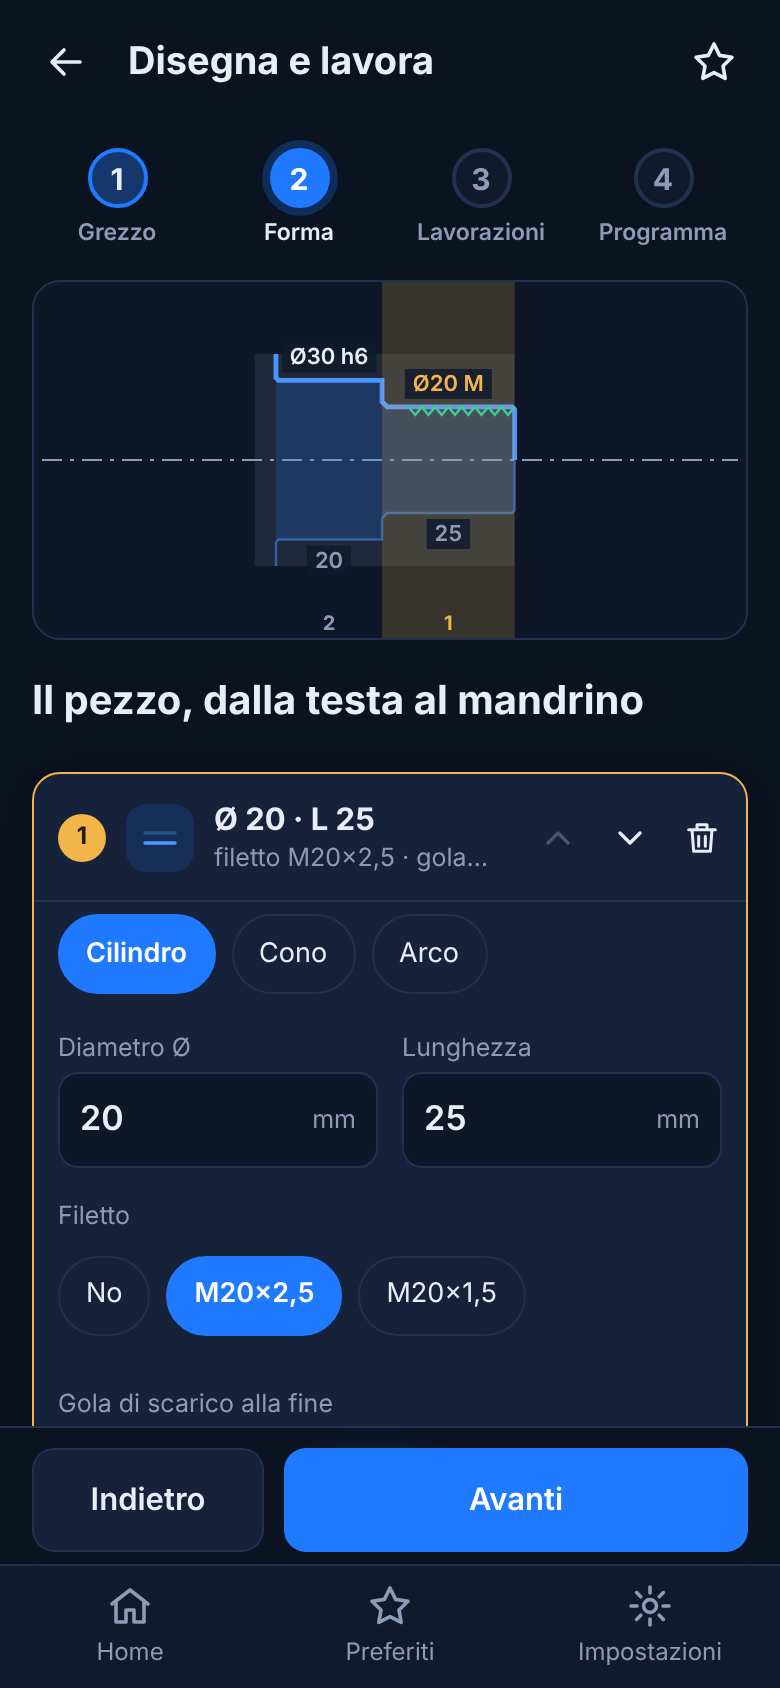 Disegna e lavora
1
2
3
4
Grezzo
Forma
Lavorazioni
Programma
Ø30 h6
Ø20 M
25
20
2
1
Il pezzo, dalla testa al mandrino
1
Ø 20 · L 25
filetto M20×2,5 · gola...
Cilindro
Cono
Arco
Diametro Ø
Lunghezza
20 mm
25 mm
Filetto
No
M20×2,5
M20×1,5
Gola di scarico alla fine
Indietro
Avanti
Home
Preferiti
Impostazioni